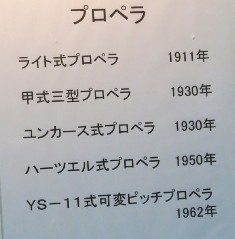 プロペラ
ライト式プロペラ 1911年
甲式三型プロペラ 1930年
ユンカース式プロペラ 1930年
ハーツエル式プロペラ 1950年
YS−11式可変ピッチプロペラ
1962年